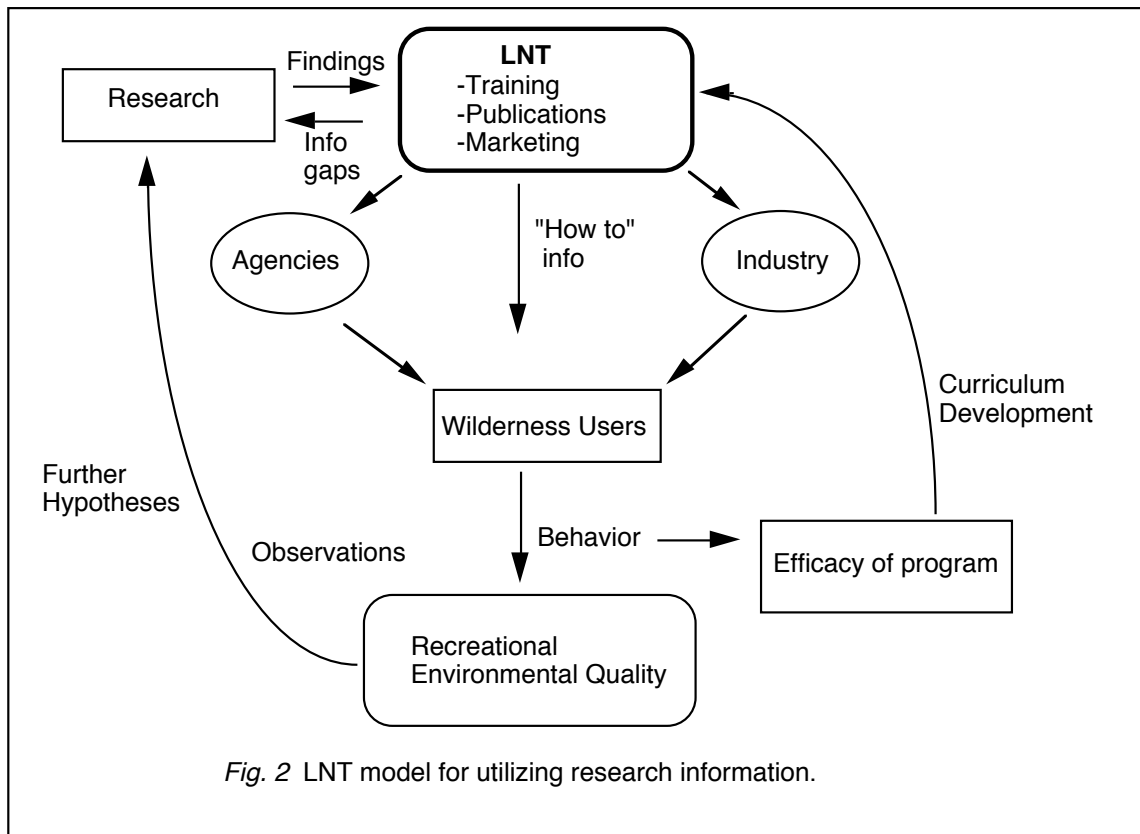 Findings
LNT
-Training
-Publications
-Marketing
Research
Info
gaps
"How to"
info
Agencies
Industry
Curriculum
Development
Wilderness Users
Further
Hypotheses
Observations
Behavior
Efficacy of program
Recreational
Environmental Quality
Fig. 2 LNT model for utilizing research information.